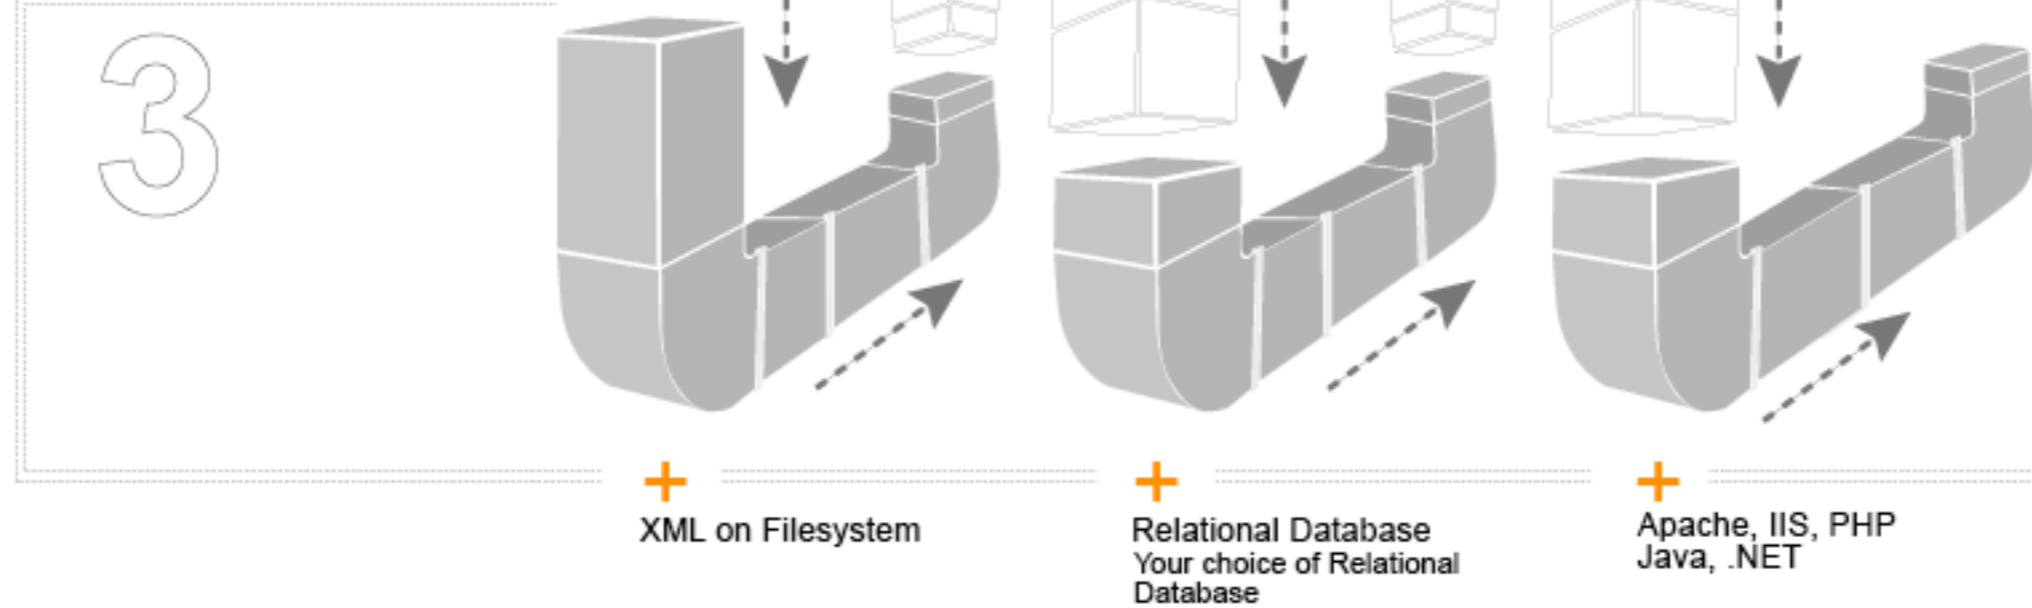 3
XML on Filesystem
Relational Database
Your choice of Relational
Database
Apache, IIS, PHP
Java, .NET